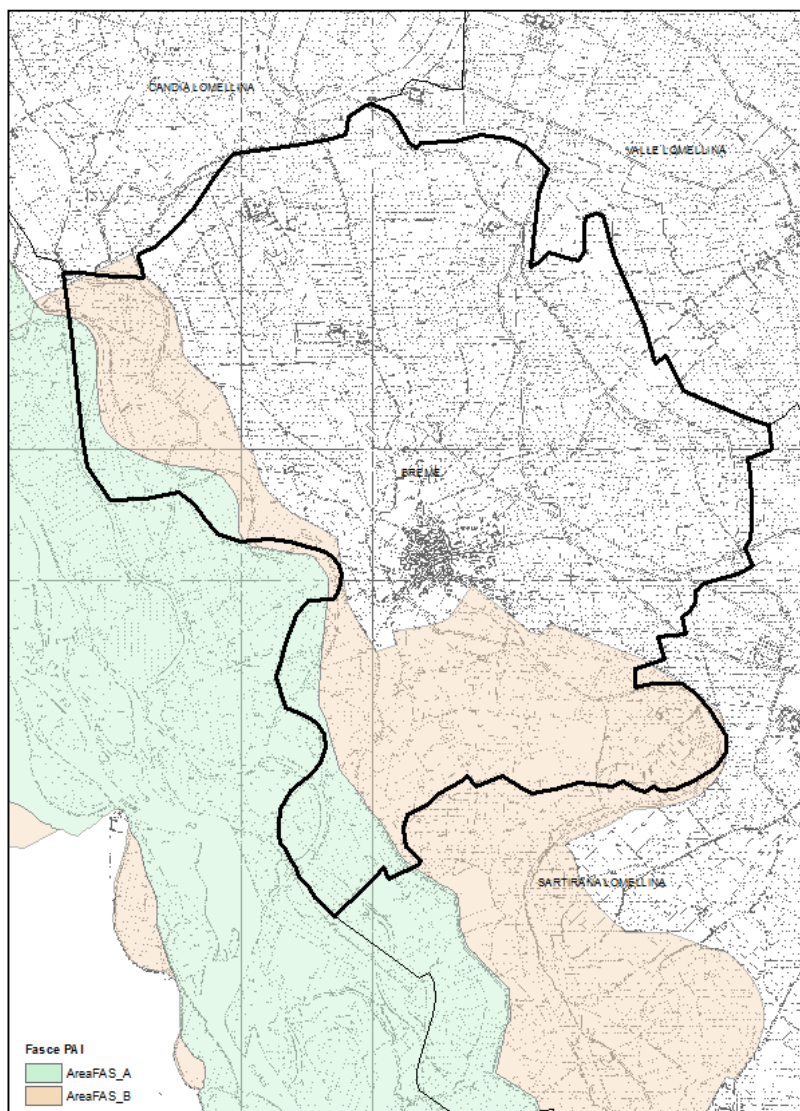 CANDIA LOMELLINA
VALLE LOMELLINA
BREME
SARTIRANA LOMELLINA
Fasce PAI
AreaFAS_A
AreaFAS_B